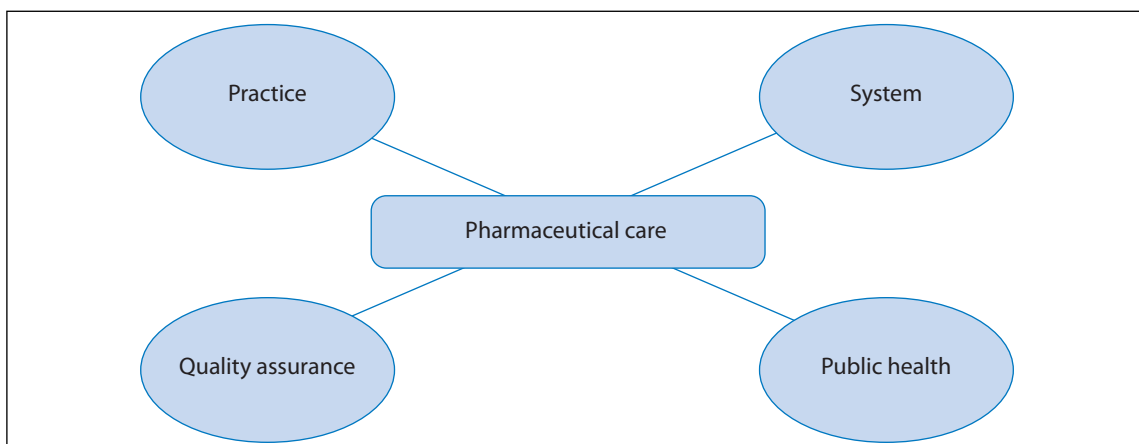 Practice
System
Pharmaceutical care
Quality assurance
Public health